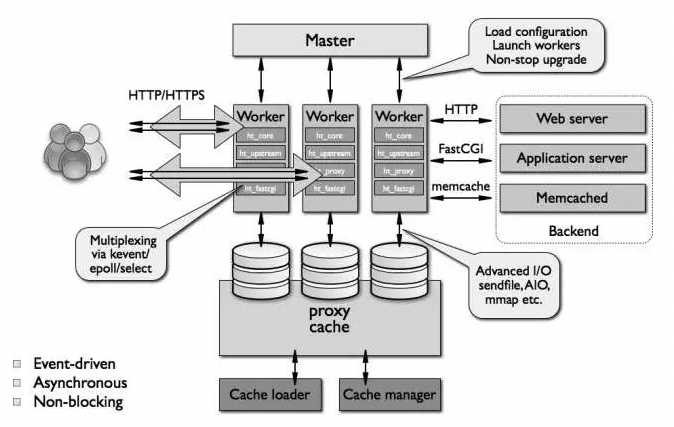 Master
Load configuration
Launch workers
Non-stop upgrade
HTTP/HTTPS
Worker
ht_core
ht_upstream
ht_fastcgi
Worker
ht_core
ht_upstream
_proxy
ht_fastcgi
Worker
ht_core
ht_upstream
ht_proxy
ht_fastcgi
HTTP
Web server
FastCGI
Application server
memcache
Memcached
Backend
Multiplexing
via kevent/
epoll/select
Advanced I/O
sendfile, AIO,
mmap etc.
proxy
cache
Event-driven
Asynchronous
Non-blocking
Cache loader
Cache manager